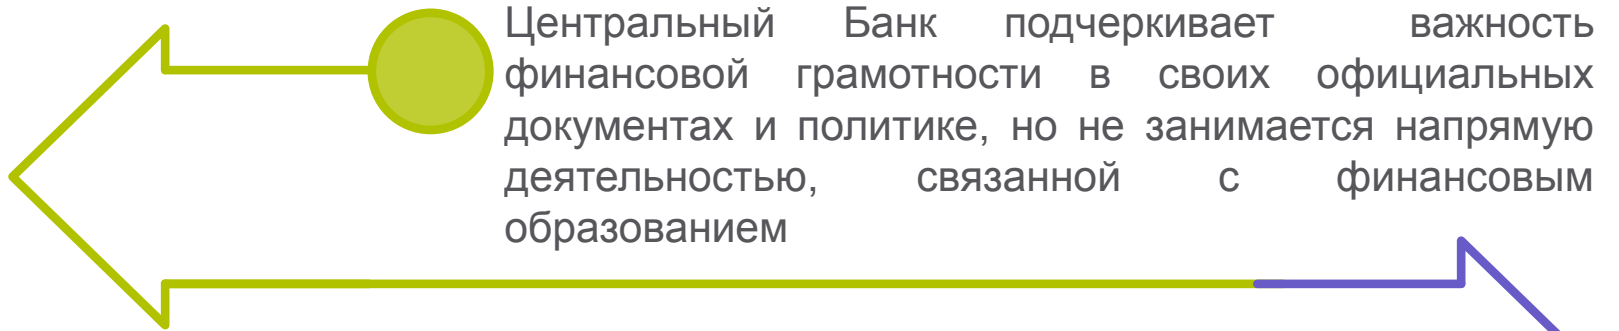 Центральный Банк подчеркивает важность
финансовой грамотности в своих официальных
документах и политике, но не занимается напрямую
деятельностью, связанной с финансовым
образованием